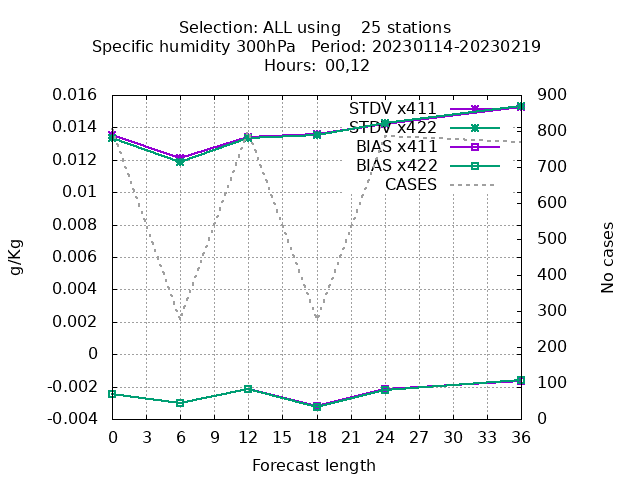 Selection: ALL using    25 stations
Specific humidity 300hPa   Period: 20230114-20230219
Hours: 00,12
0.016
0.014
0.012
0.01
0.008
0.006
0.004
0.002
0
-0.002
-0.004
g/Kg
STDV x411
STDV x422
BIAS x411
BIAS x422
CASES
900
800
700
600
500
400
300
200
100
0
No cases
0 3 6 9 12 15 18 21 24 27 30 33 36
Forecast length